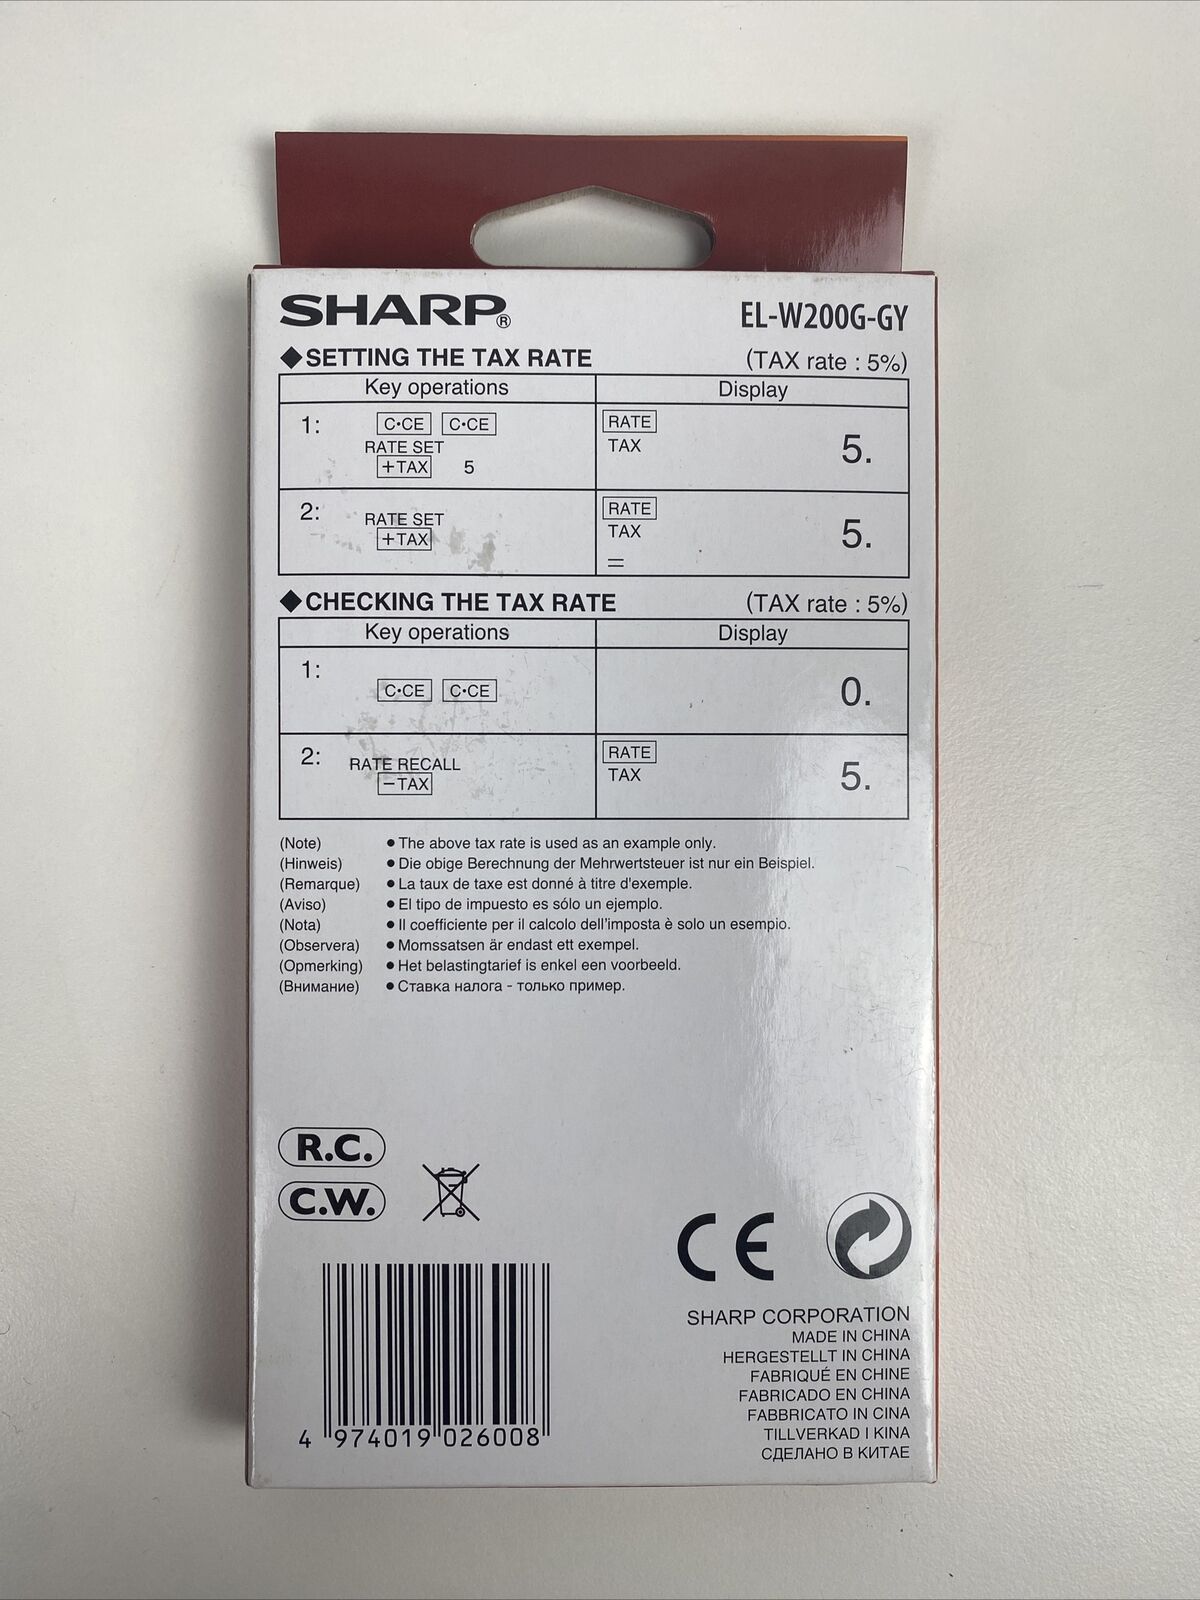 SHARP® EL-W200G-GY
◆SETTING THE TAX RATE (TAX rate : 5%)
Key operations Display
1: C•CE C•CE RATE
RATE SET TAX 5.
+TAX 5
2: RATE
RATE SET TAX 5.
+TAX
=
◆CHECKING THE TAX RATE (TAX rate : 5%)
Key operations Display
1:
C•CE C•CE 0.
2: RATE
RATE RECALL TAX 5.
−TAX
(Note) ● The above tax rate is used as an example only.
(Hinweis) ● Die obige Berechnung der Mehrwertsteuer ist nur ein Beispiel.
(Remarque) ● La taux de taxe est donné à titre d'exemple.
(Aviso) ● El tipo de impuesto es sólo un ejemplo.
(Nota) ● Il coefficiente per il calcolo dell'imposta è solo un esempio.
(Observera) ● Momssatsen är endast ett exempel.
(Opmerking) ● Het belastingtarief is enkel een voorbeeld.
(Внимание) ● Ставка налога - только пример.
R.C.
C.W.
CE
SHARP CORPORATION
MADE IN CHINA
HERGESTELLT IN CHINA
FABRIQUÉ EN CHINE
FABRICADO EN CHINA
FABBRICATO IN CINA
TILLVERKAD I KINA
СДЕЛАНО В КИТАЕ
4 974019 026008